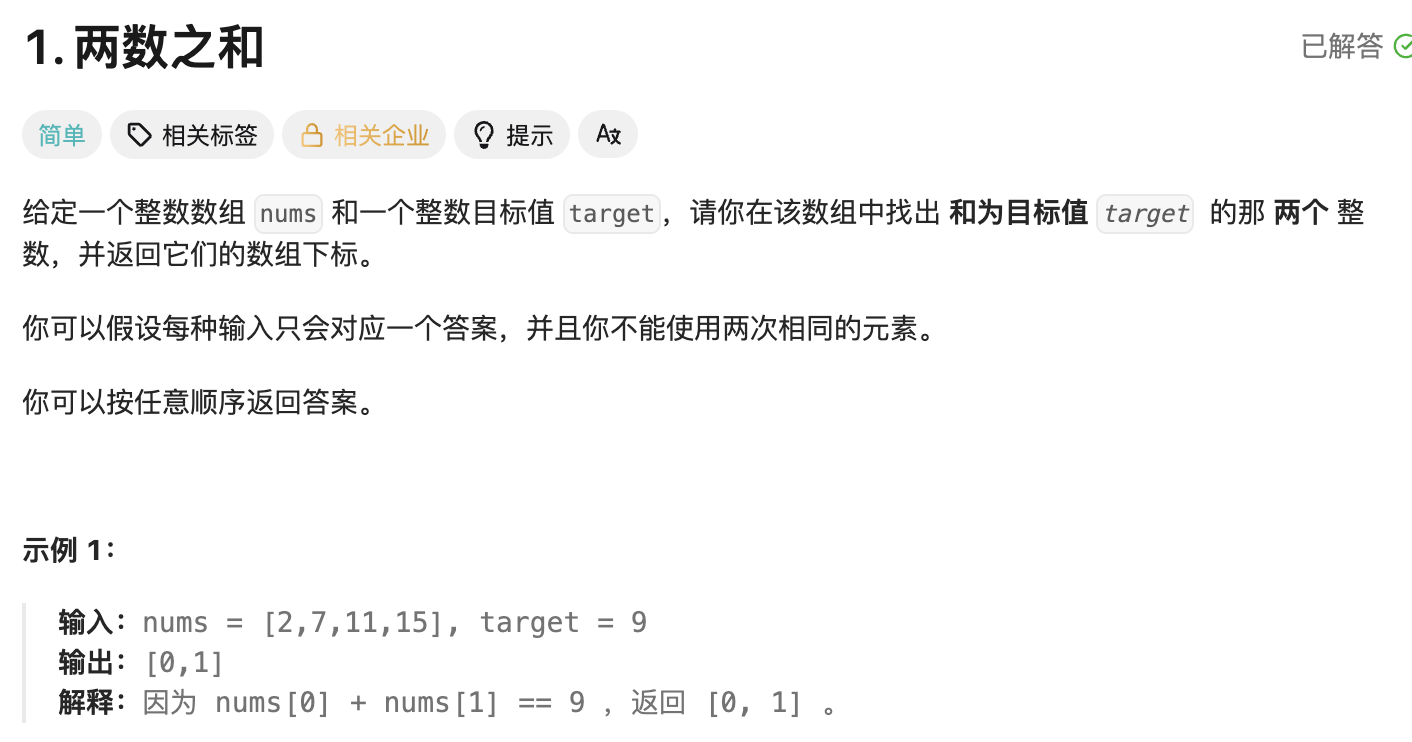 1. 两数之和
已解答
简单 相关标签 相关企业 提示
给定一个整数数组 nums 和一个整数目标值 target，请你在该数组中找出 和为目标值 target 的那 两个 整
数，并返回它们的数组下标。
你可以假设每种输入只会对应一个答案，并且你不能使用两次相同的元素。
你可以按任意顺序返回答案。
示例 1：
输入：nums = [2,7,11,15], target = 9
输出：[0,1]
解释：因为 nums[0] + nums[1] == 9 ，返回 [0, 1] 。